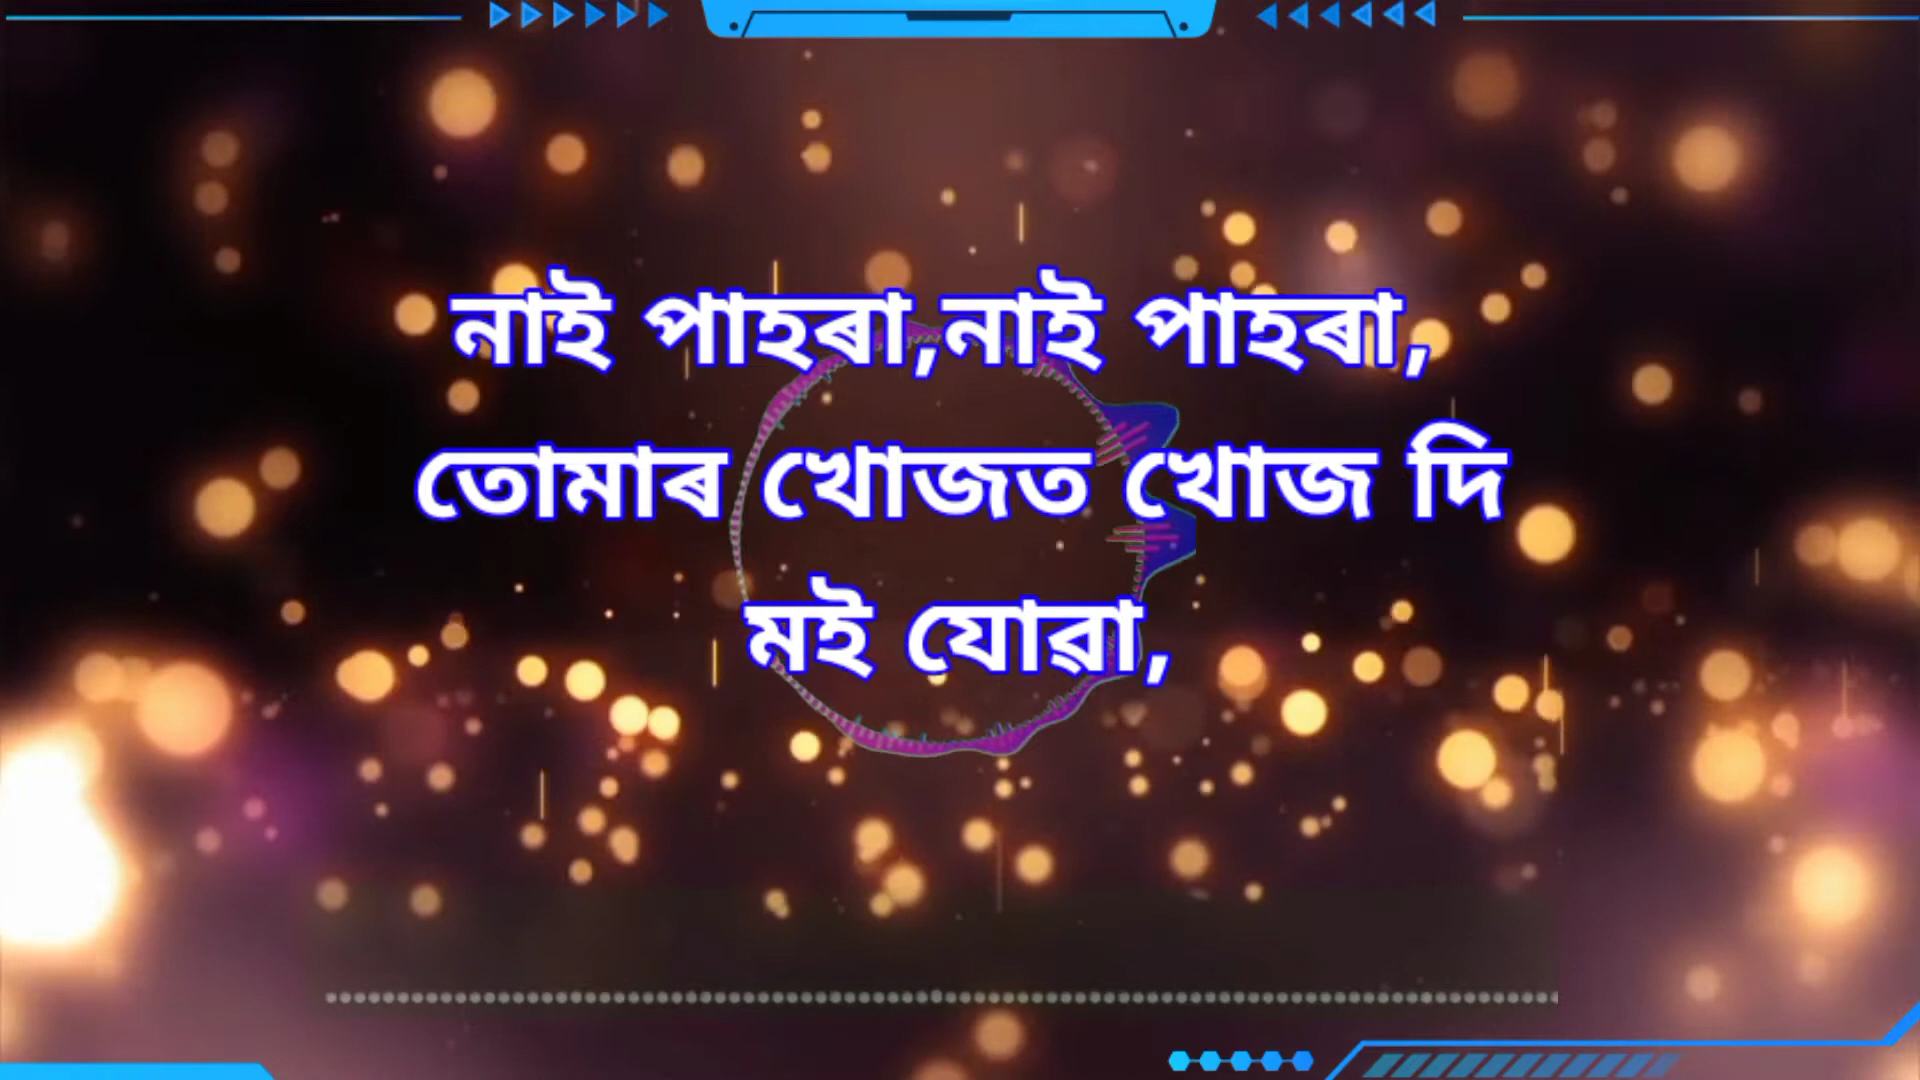 নাই পাহৰা,নাই পাহৰা,
তোমাৰ খোজত খোজ দি
মই যোৱা,